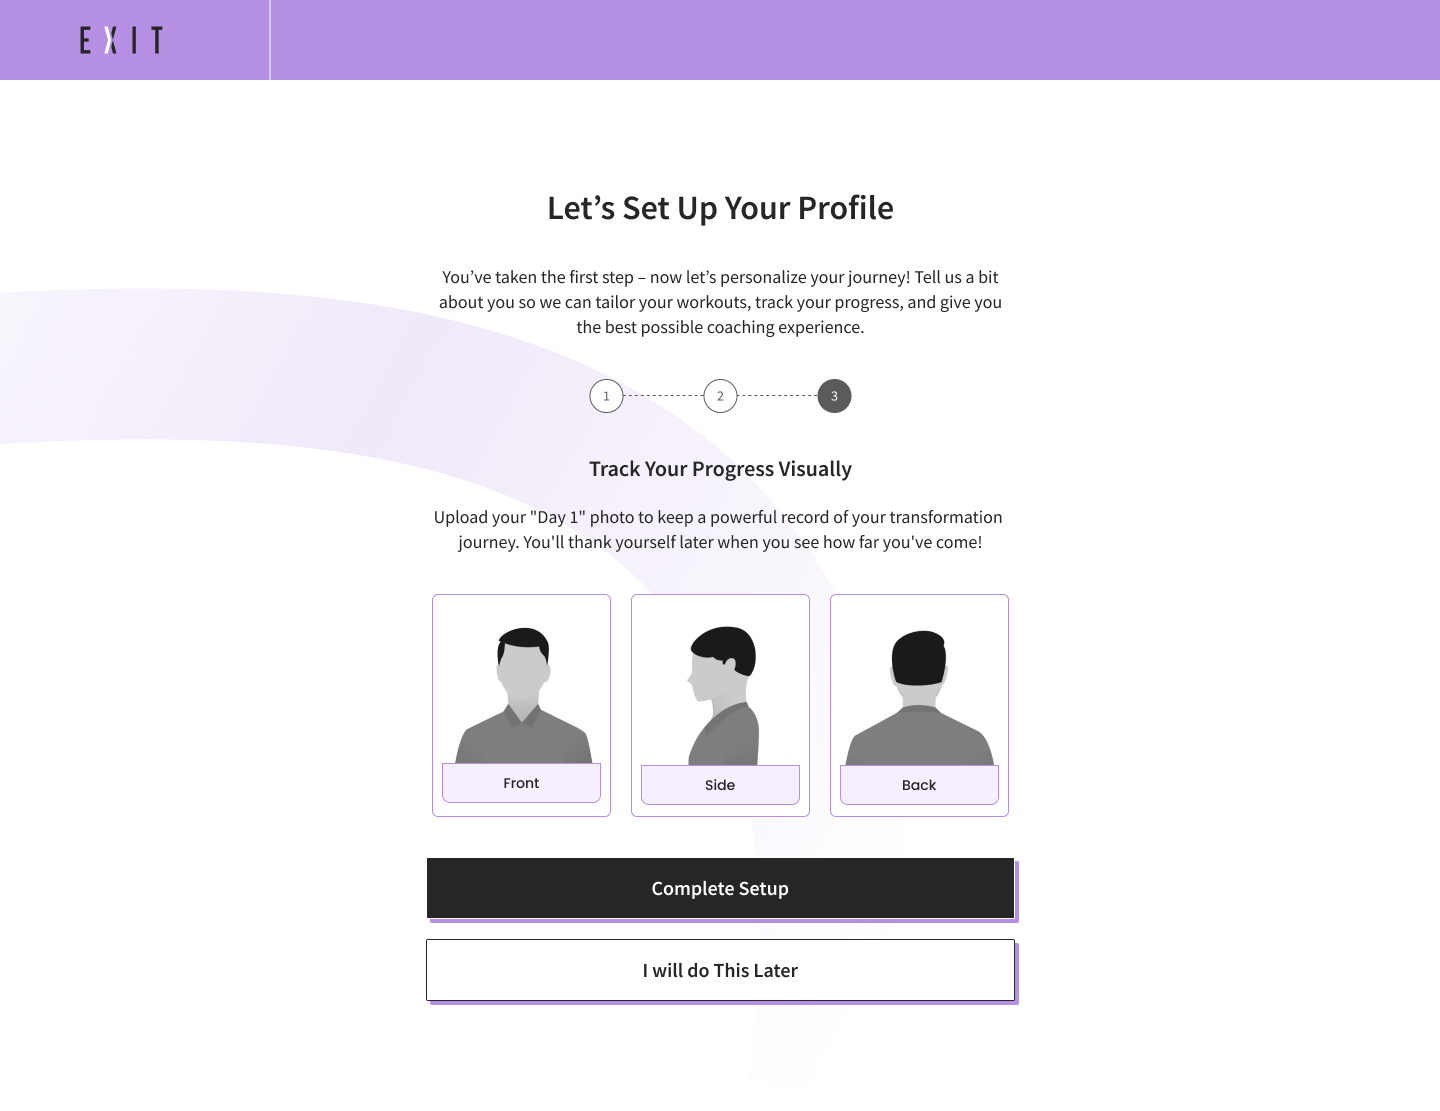 EXIT
Let’s Set Up Your Profile
You’ve taken the first step – now let’s personalize your journey! Tell us a bit
about you so we can tailor your workouts, track your progress, and give you
the best possible coaching experience.
1 2 3
Track Your Progress Visually
Upload your "Day 1" photo to keep a powerful record of your transformation
journey. You'll thank yourself later when you see how far you've come!
Front Side Back
Complete Setup
I will do This Later